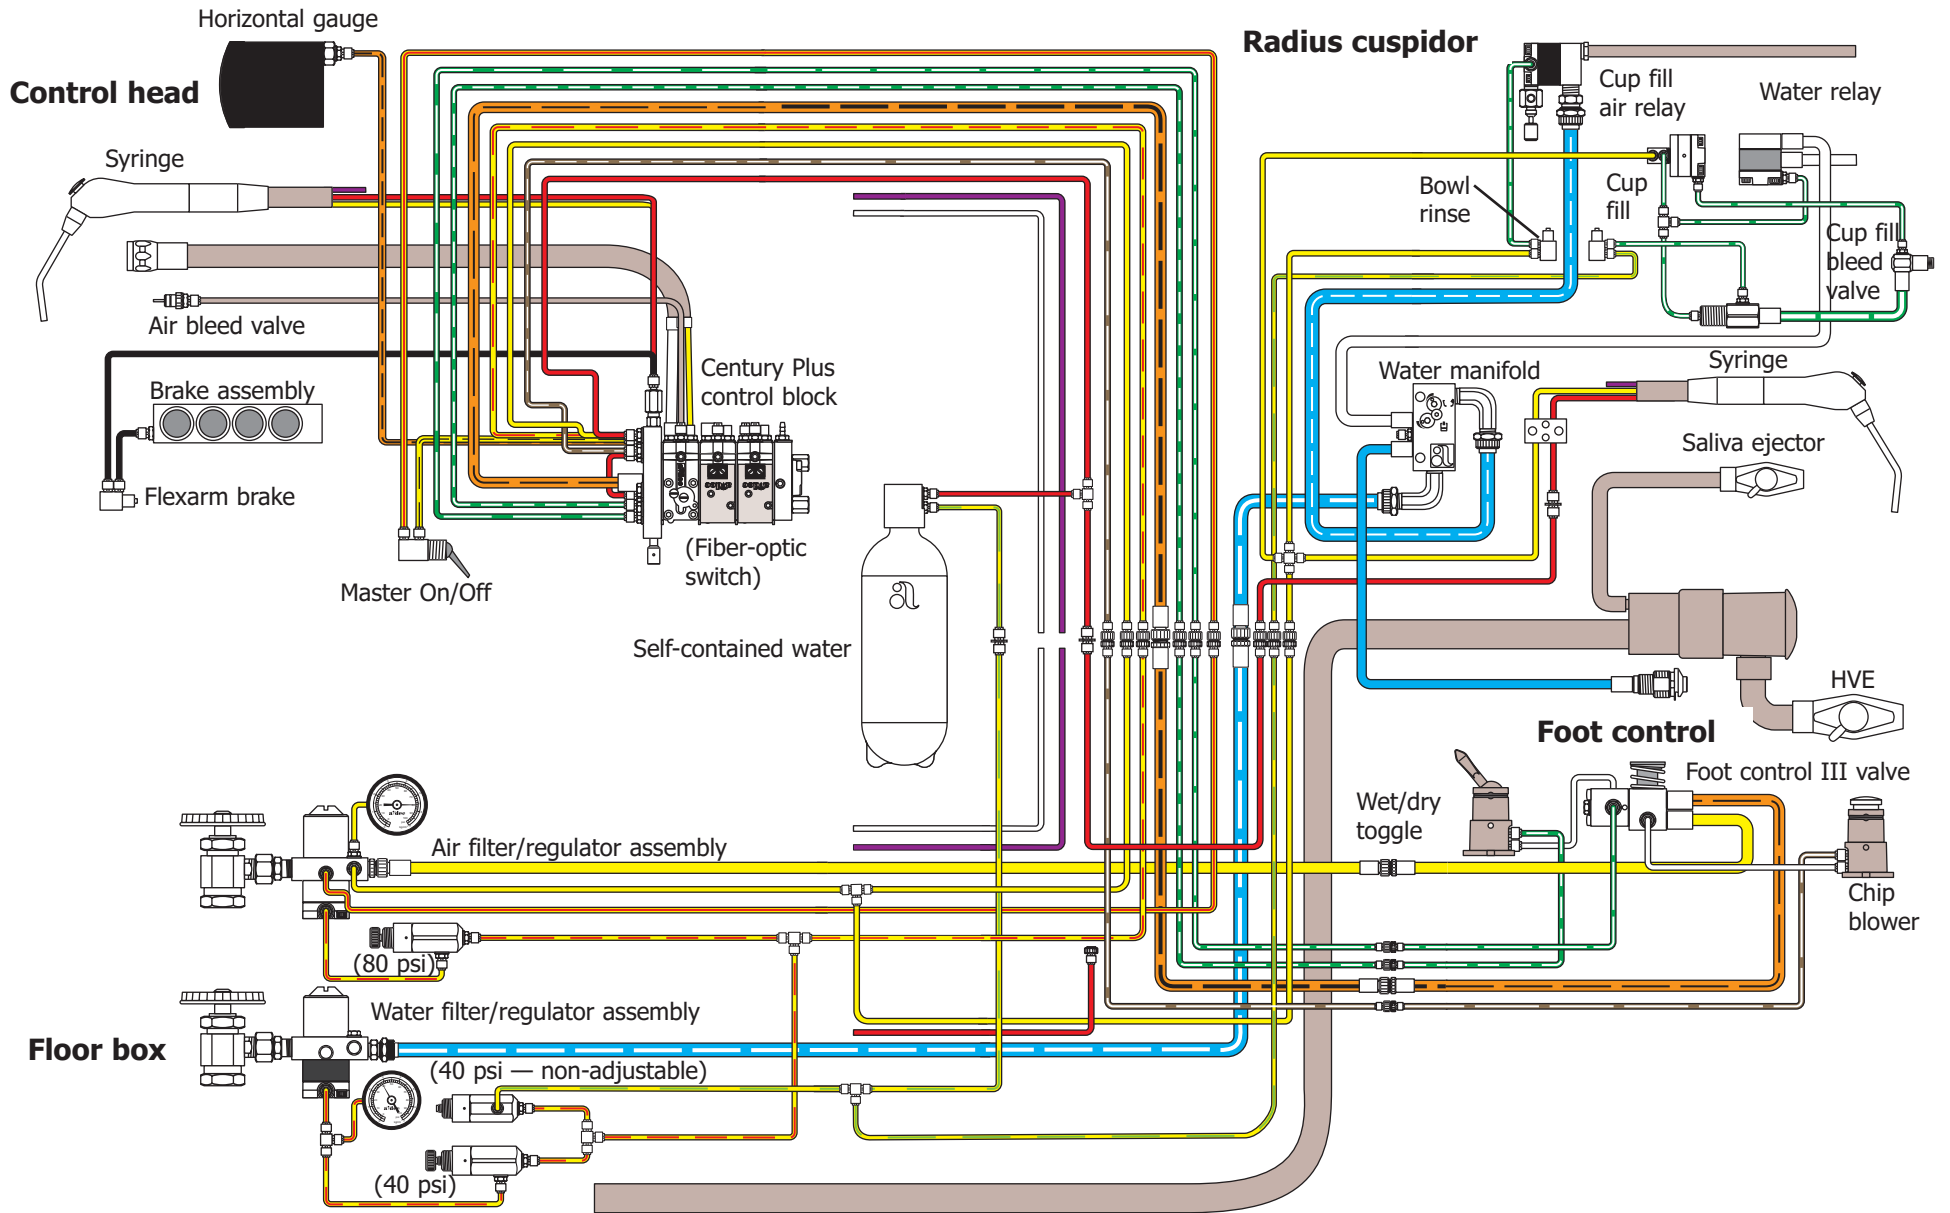 Horizontal gauge
Control head
Syringe
Air bleed valve
Brake assembly
Flexarm brake
Century Plus
control block
(Fiber-optic
switch)
Master On/Off
Self-contained water
Radius cuspidor
Cup fill
air relay
Water relay
Bowl
rinse
Cup
fill
Cup fill
bleed
valve
Water manifold
Syringe
Saliva ejector
HVE
Foot control
Foot control III valve
Wet/dry
toggle
Chip
blower
Air filter/regulator assembly
(80 psi)
Water filter/regulator assembly
Floor box
(40 psi — non-adjustable)
(40 psi)